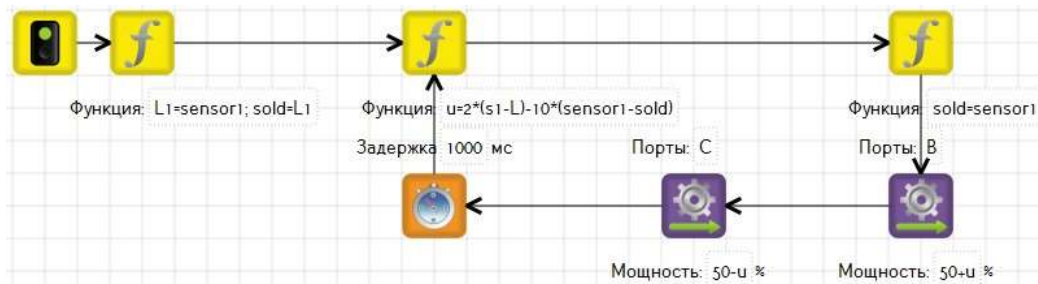 Функция: L1=sensor1; sold=L1
Функция: u=2*(s1-L)-10*(sensor1-sold)
Функция: sold=sensor1
Задержка 1000 мс
Порты: C
Порты: B
Мощность: 50-u %
Мощность: 50+u %